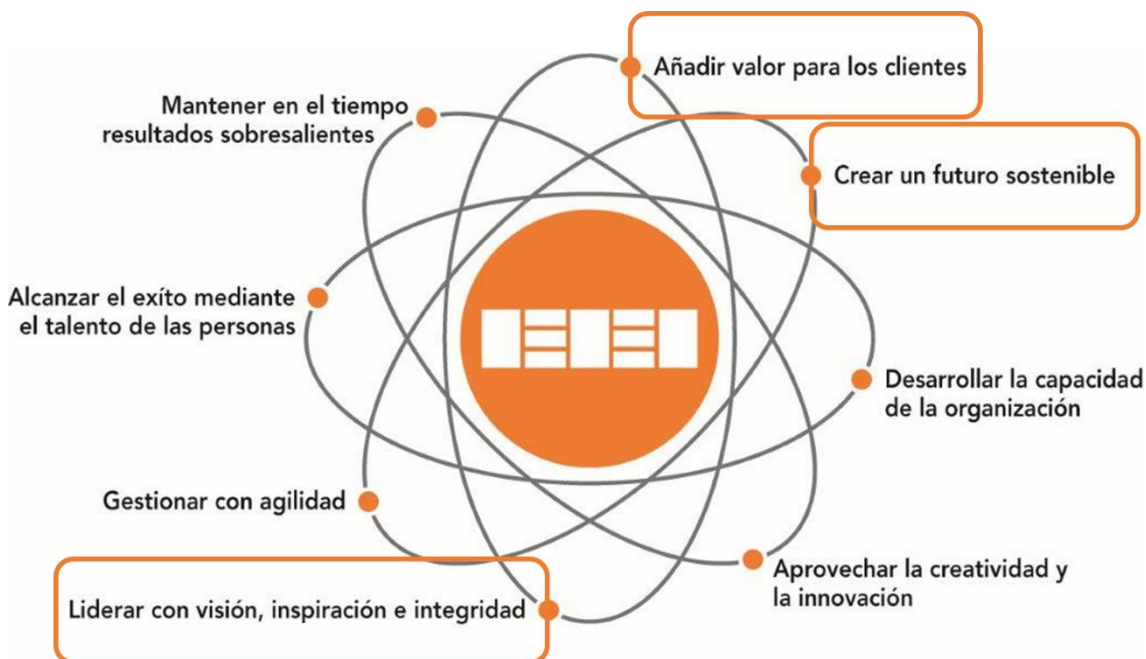 Añadir valor para los clientes
Mantener en el tiempo
resultados sobresalientes
Crear un futuro sostenible
Alcanzar el exíto mediante
el talento de las personas
Desarrollar la capacidad
de la organización
Gestionar con agilidad
Aprovechar la creatividad y
la innovación
Liderar con visión, inspiración e integridad